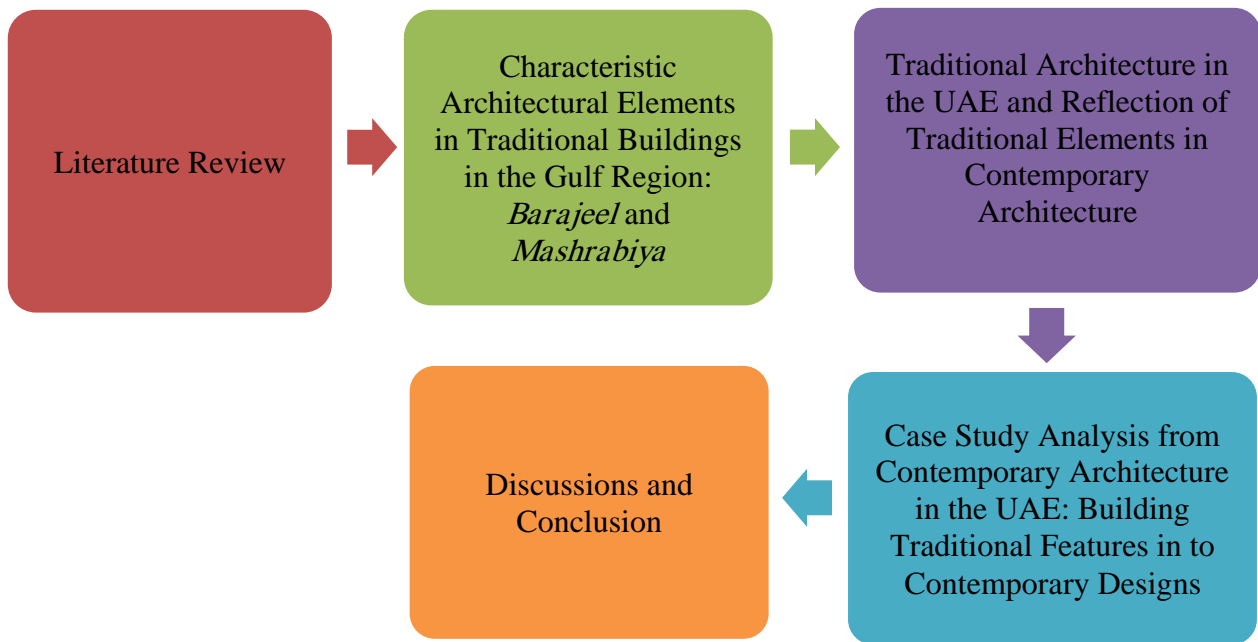 Literature Review
Characteristic
Architectural Elements
in Traditional Buildings
in the Gulf Region:
Barajeel and
Mashrabiya
Traditional Architecture in
the UAE and Reflection of
Traditional Elements in
Contemporary
Architecture
Case Study Analysis from
Contemporary Architecture
in the UAE: Building
Traditional Features in to
Contemporary Designs
Discussions and
Conclusion